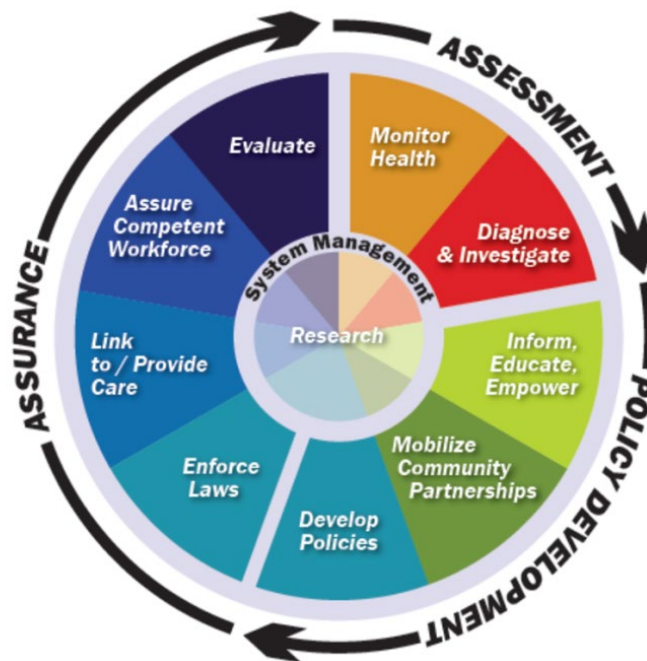 ASSESSMENT
Monitor
Health
Diagnose
& Investigate
POLICY DEVELOPMENT
Inform,
Educate,
Empower
Mobilize
Community
Partnerships
Develop
Policies
ASSURANCE
Enforce
Laws
Link
to / Provide
Care
Assure
Competent
Workforce
Evaluate
System Management
Research